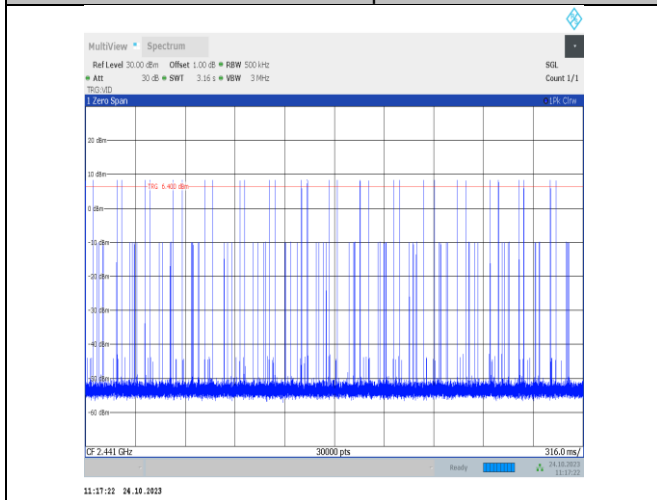 MultiView Spectrum
Ref Level 30.00 dBm Offset 1.00 dB RBW 500 kHz SGL
Att 30 dB SWT 3.16 s VBW 3 MHz Count 1/1
TRG:VID
1 Zero Span 1Pk Clrw
20 dBm
10 dBm
TRG 6.400 dBm
0 dBm
-10 dBm
-20 dBm
-30 dBm
-40 dBm
-50 dBm
-60 dBm
CF 2.441 GHz 30000 pts 316.0 ms/
Ready 24.10.2023
11:17:22
11:17:22 24.10.2023